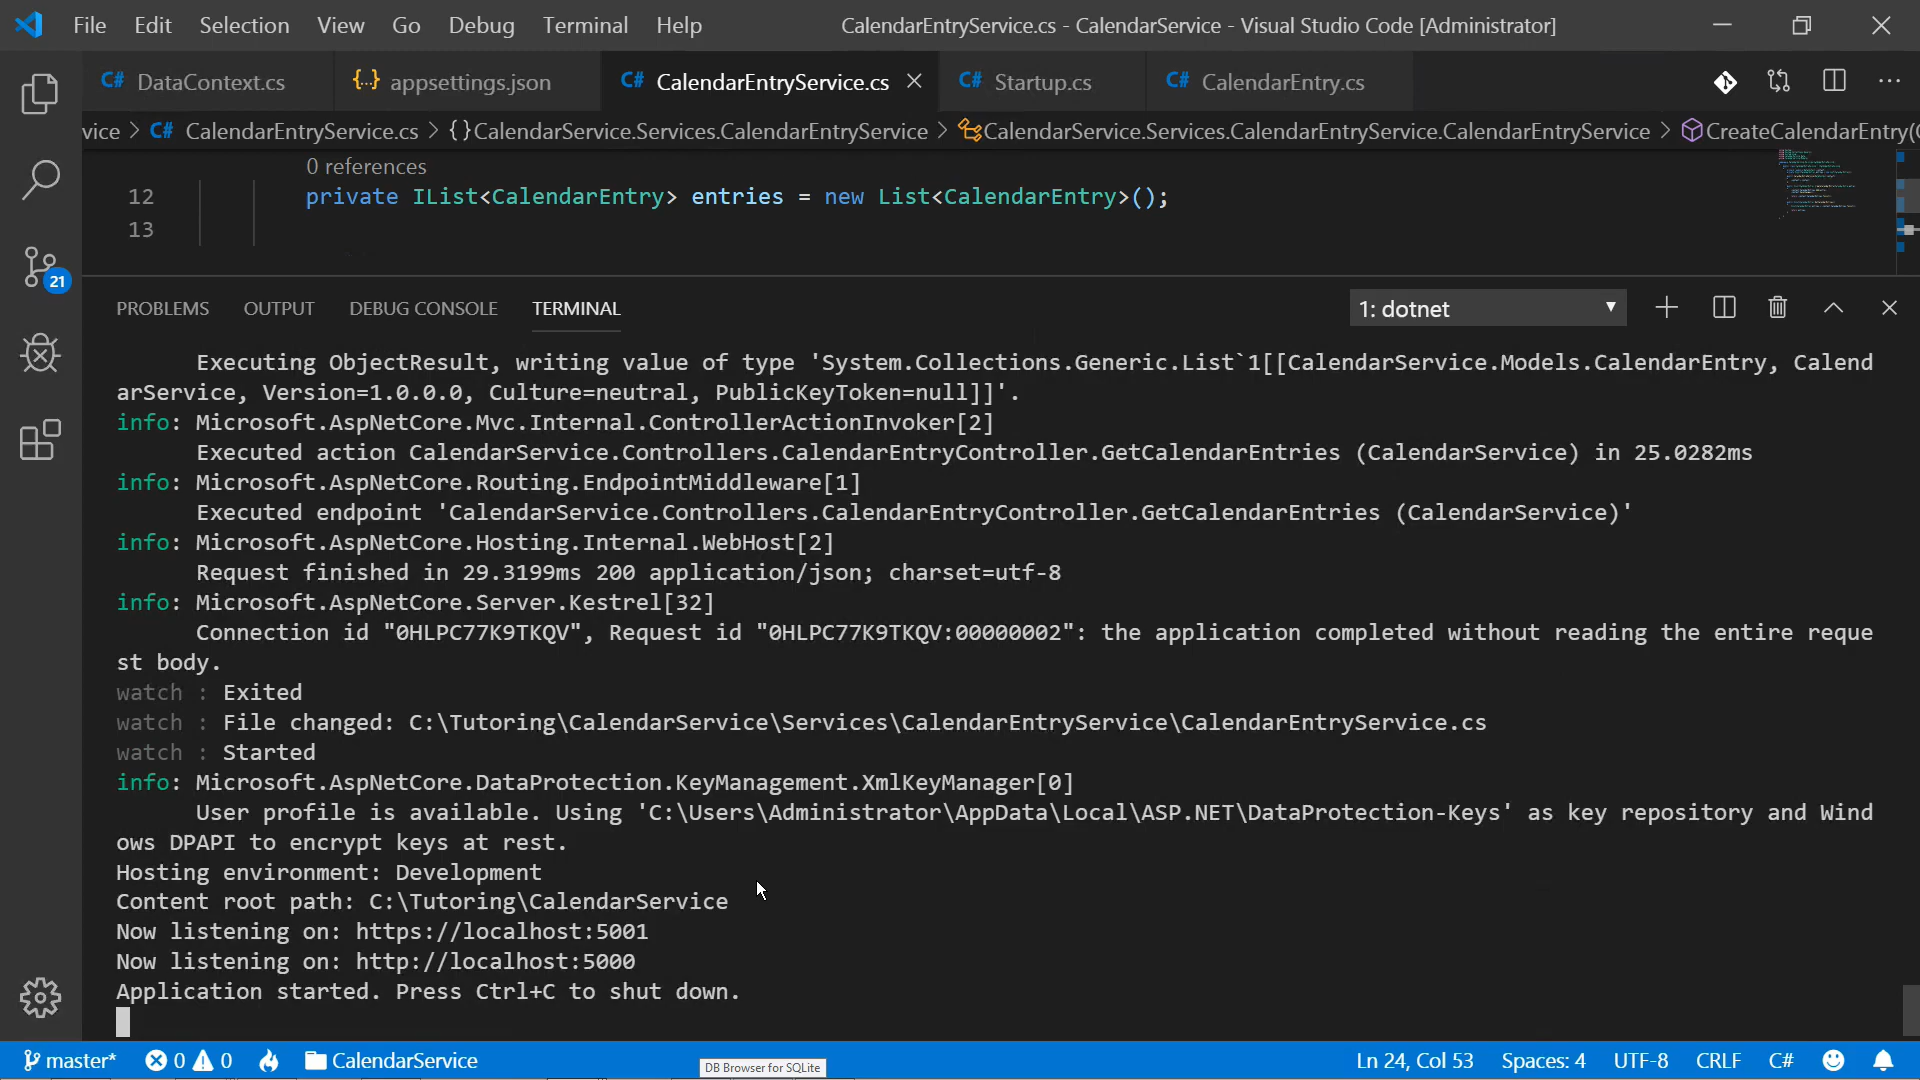 File Edit Selection View Go Debug Terminal Help CalendarEntryService.cs - CalendarService - Visual Studio Code [Administrator]
C# DataContext.cs {..} appsettings.json C# CalendarEntryService.cs C# Startup.cs C# CalendarEntry.cs ...
vice > C# CalendarEntryService.cs > {} CalendarService.Services.CalendarEntryService > CalendarService.Services.CalendarEntryService.CalendarEntryService > CreateCalendarEntry(C
0 references
12 private IList<CalendarEntry> entries = new List<CalendarEntry>();
13
21
PROBLEMS OUTPUT DEBUG CONSOLE TERMINAL 1: dotnet
Executing ObjectResult, writing value of type 'System.Collections.Generic.List`1[[CalendarService.Models.CalendarEntry, Calend
arService, Version=1.0.0.0, Culture=neutral, PublicKeyToken=null]]'.
info: Microsoft.AspNetCore.Mvc.Internal.ControllerActionInvoker[2]
Executed action CalendarService.Controllers.CalendarEntryController.GetCalendarEntries (CalendarService) in 25.0282ms
info: Microsoft.AspNetCore.Routing.EndpointMiddleware[1]
Executed endpoint 'CalendarService.Controllers.CalendarEntryController.GetCalendarEntries (CalendarService)'
info: Microsoft.AspNetCore.Hosting.Internal.WebHost[2]
Request finished in 29.3199ms 200 application/json; charset=utf-8
info: Microsoft.AspNetCore.Server.Kestrel[32]
Connection id "0HLPC77K9TKQV", Request id "0HLPC77K9TKQV:00000002": the application completed without reading the entire reque
st body.
watch : Exited
watch : File changed: C:\Tutoring\CalendarService\Services\CalendarEntryService\CalendarEntryService.cs
watch : Started
info: Microsoft.AspNetCore.DataProtection.KeyManagement.XmlKeyManager[0]
User profile is available. Using 'C:\Users\Administrator\AppData\Local\ASP.NET\DataProtection-Keys' as key repository and Wind
ows DPAPI to encrypt keys at rest.
Hosting environment: Development
Content root path: C:\Tutoring\CalendarService
Now listening on: https://localhost:5001
Now listening on: http://localhost:5000
Application started. Press Ctrl+C to shut down.
master* 0 0 CalendarService Ln 24, Col 53 Spaces: 4 UTF-8 CRLF C#
DB Browser for SQLite